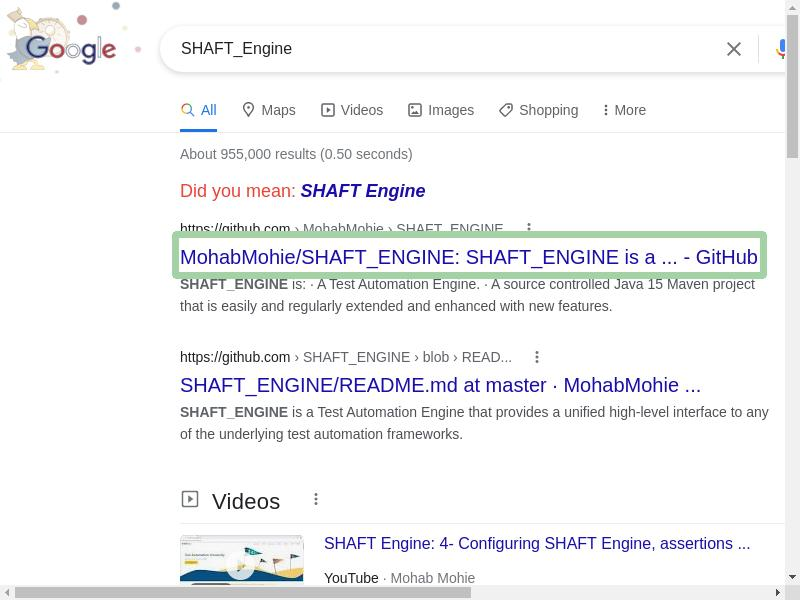 Google
SHAFT_Engine
All Maps Videos Images Shopping More
About 955,000 results (0.50 seconds)
Did you mean: SHAFT Engine
https://github.com › MohabMohie › SHAFT_ENGINE
MohabMohie/SHAFT_ENGINE: SHAFT_ENGINE is a ... - GitHub
SHAFT_ENGINE is: · A Test Automation Engine. · A source controlled Java 15 Maven project
that is easily and regularly extended and enhanced with new features.
https://github.com › SHAFT_ENGINE › blob › READ...
SHAFT_ENGINE/README.md at master · MohabMohie ...
SHAFT_ENGINE is a Test Automation Engine that provides a unified high-level interface to any
of the underlying test automation frameworks.
Videos
SHAFT Engine: 4- Configuring SHAFT Engine, assertions ...
YouTube · Mohab Mohie